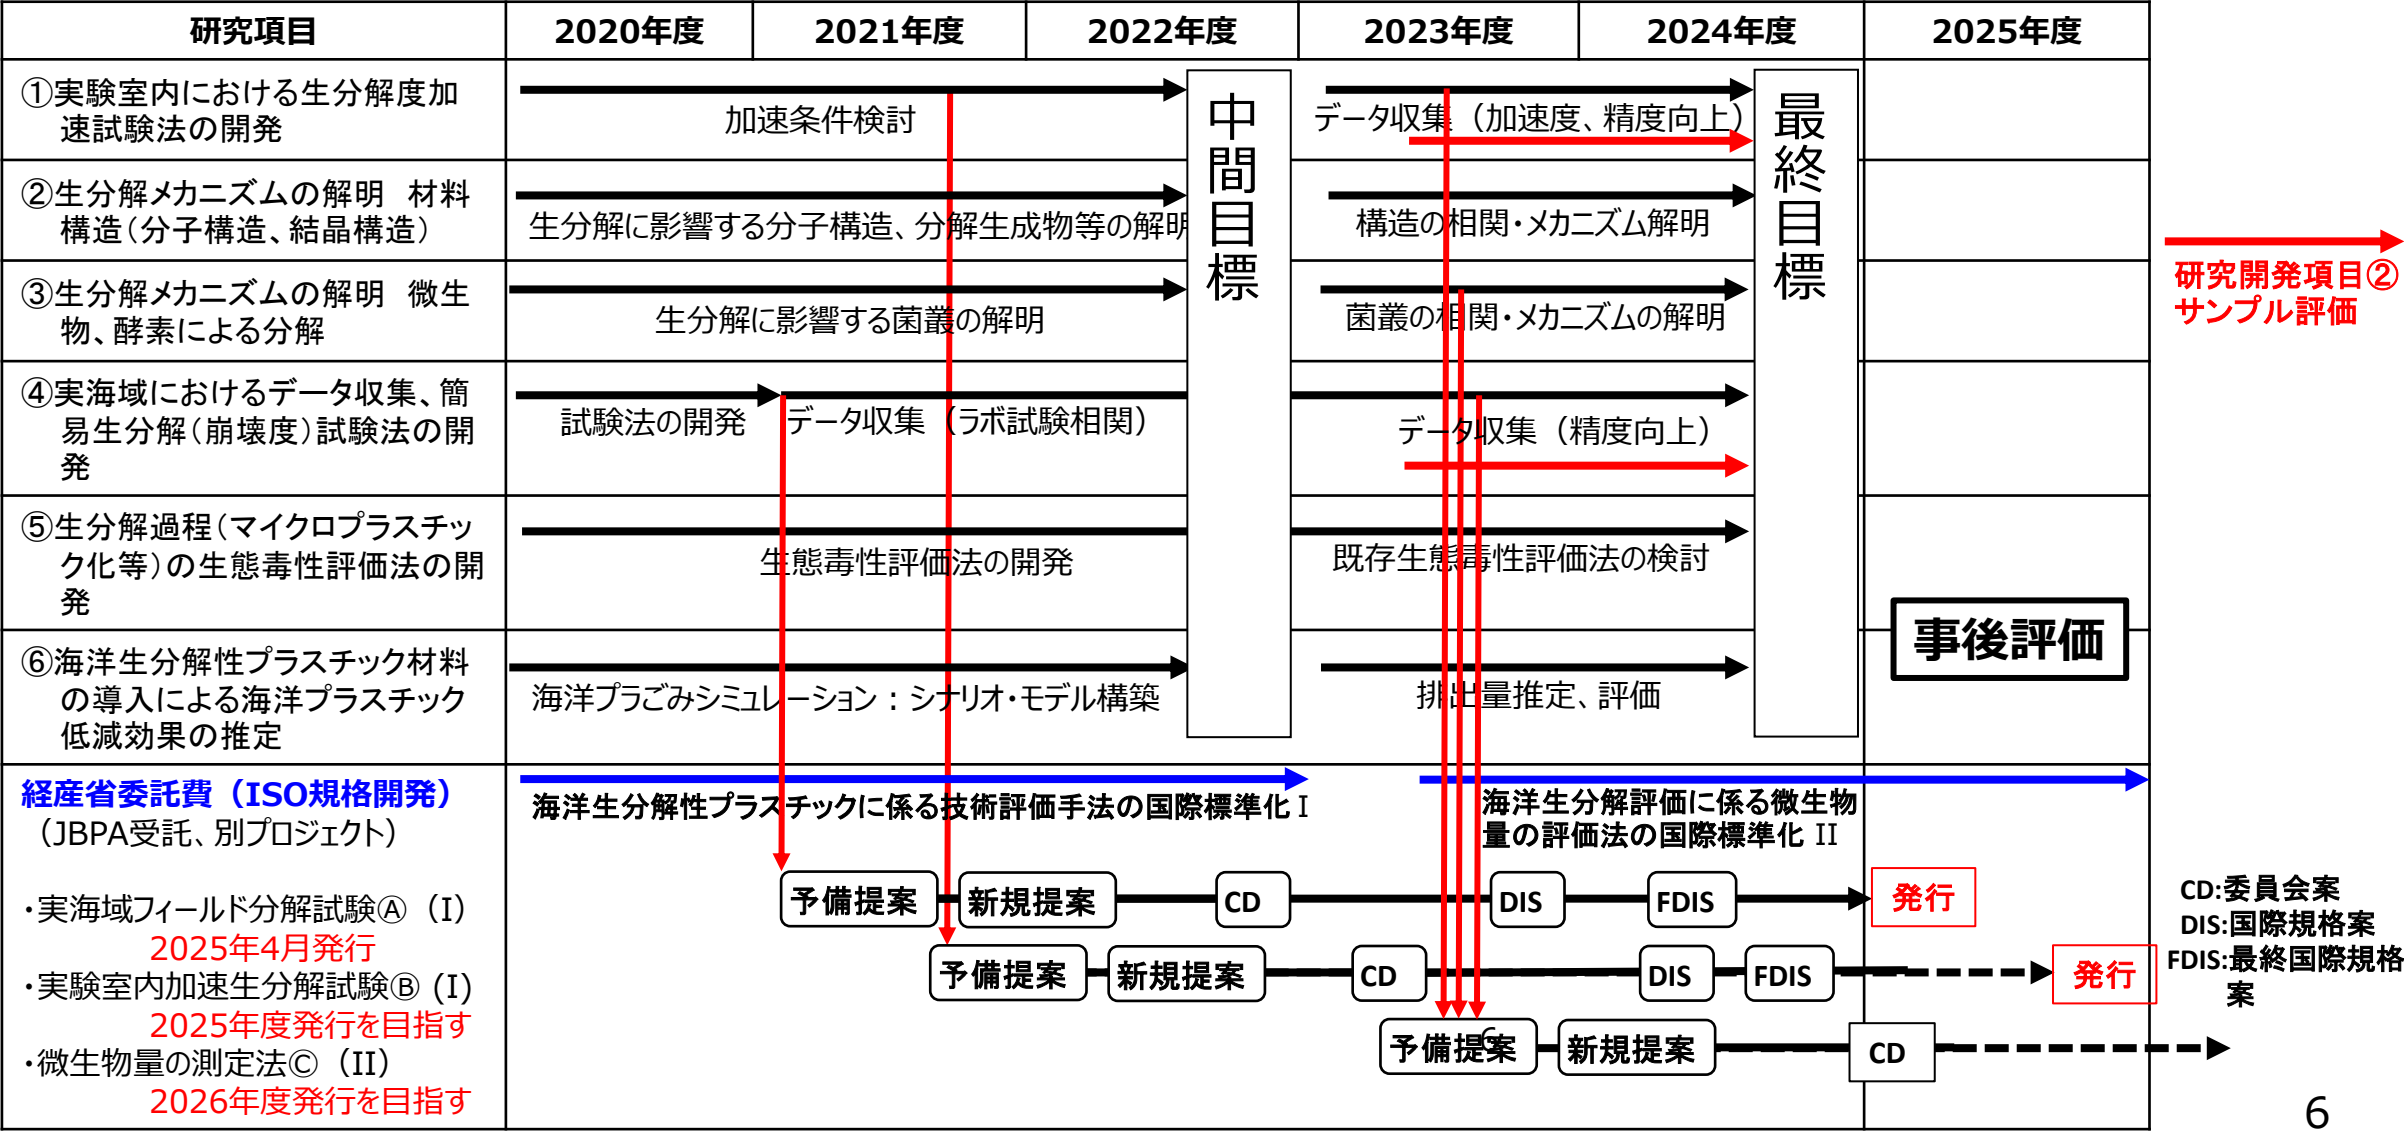 研究項目
2020年度
2021年度
2022年度
2023年度
2024年度
2025年度
①実験室内における生分解度加
速試験法の開発
加速条件検討
データ収集（加速度、精度向上）
②生分解メカニズムの解明　材料
構造（分子構造、結晶構造）
生分解に影響する分子構造、分解生成物等の解明
構造の相関・メカニズム解明
③生分解メカニズムの解明　微生
物、酵素による分解
生分解に影響する菌叢の解明
菌叢の相関・メカニズムの解明
④実海域におけるデータ収集、簡
易生分解（崩壊度）試験法の開
発
試験法の開発
データ収集（ラボ試験相関）
データ収集（精度向上）
⑤生分解過程（マイクロプラスチッ
ク化等）の生態毒性評価法の開
発
生態毒性評価法の開発
既存生態毒性評価法の検討
⑥海洋生分解性プラスチック材料
の導入による海洋プラスチック
低減効果の推定
海洋プラごみシミュレーション：シナリオ・モデル構築
排出量推定、評価
中間目標
最終目標
事後評価
研究開発項目②
サンプル評価
経産省委託費（ISO規格開発）
（JBPA受託、別プロジェクト）
・実海域フィールド分解試験Ⓐ（I）
2025年4月発行
・実験室内加速生分解試験Ⓑ (I)
2025年度発行を目指す
・微生物量の測定法Ⓒ（II）
2026年度発行を目指す
海洋生分解性プラスチックに係る技術評価手法の国際標準化 I
海洋生分解評価に係る微生物
量の評価法の国際標準化 II
予備提案
新規提案
CD
DIS
FDIS
発行
予備提案
新規提案
CD
DIS
FDIS
発行
予備提案
6
新規提案
CD
CD:委員会案
DIS:国際規格案
FDIS:最終国際規格
案
6